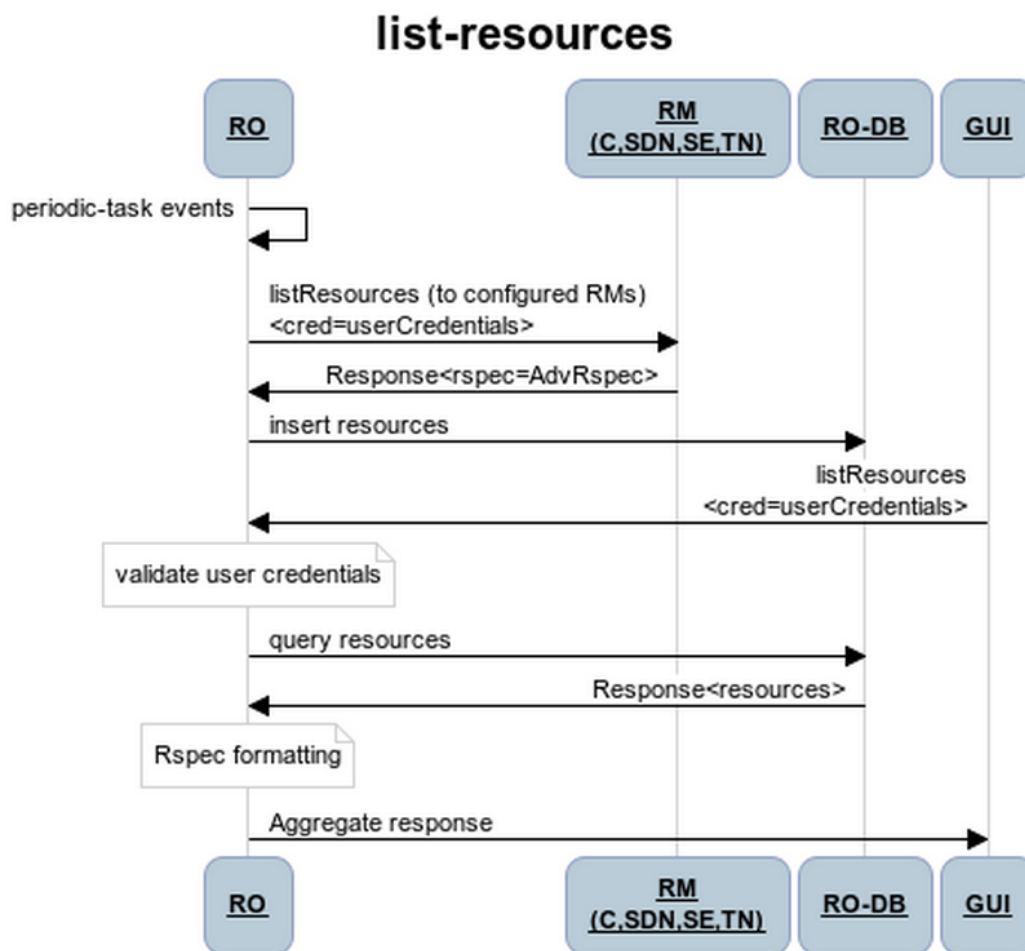 list-resources
RO
RM
(C,SDN,SE,TN)
RO-DB
GUI
periodic-task events
listResources (to configured RMs)
<cred=userCredentials>
Response<rspec=AdvRspec>
insert resources
listResources
<cred=userCredentials>
validate user credentials
query resources
Response<resources>
Rspec formatting
Aggregate response
RO
RM
(C,SDN,SE,TN)
RO-DB
GUI